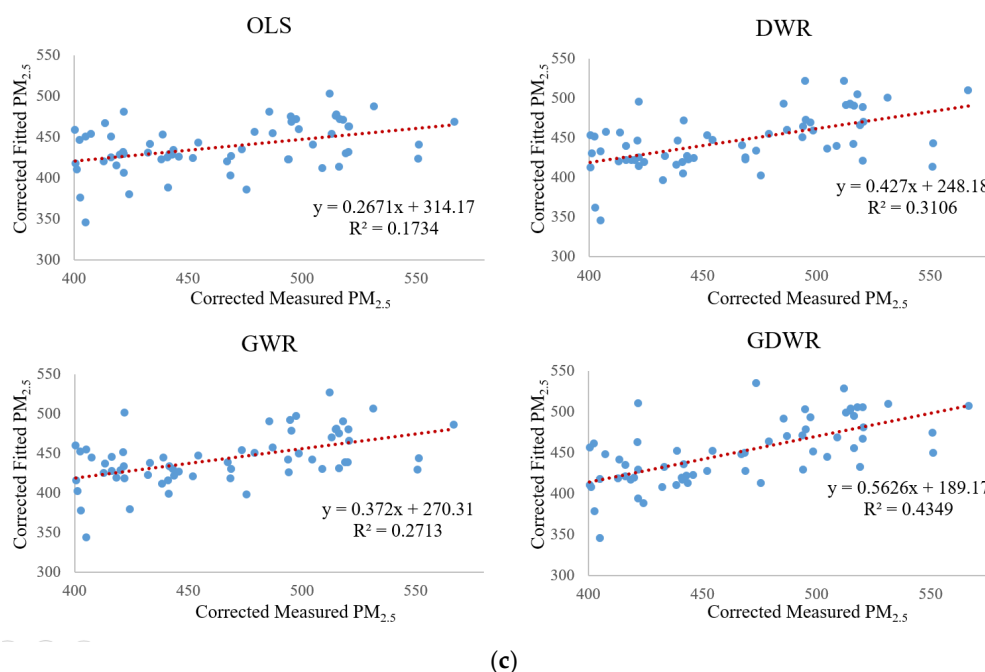 OLS
Corrected Fitted PM2.5
550
500
450
400
350
300
400
450
500
550
y = 0.2671x + 314.17
R² = 0.1734
Corrected Measured PM2.5
DWR
Corrected Fitted PM2.5
550
500
450
400
350
300
400
450
500
550
y = 0.427x + 248.18
R² = 0.3106
Corrected Measured PM2.5
GWR
Corrected Fitted PM2.5
550
500
450
400
350
300
400
450
500
550
y = 0.372x + 270.31
R² = 0.2713
Corrected Measured PM2.5
GDWR
Corrected Fitted PM2.5
550
500
450
400
350
300
400
450
500
550
y = 0.5626x + 189.17
R² = 0.4349
Corrected Measured PM2.5
(c)